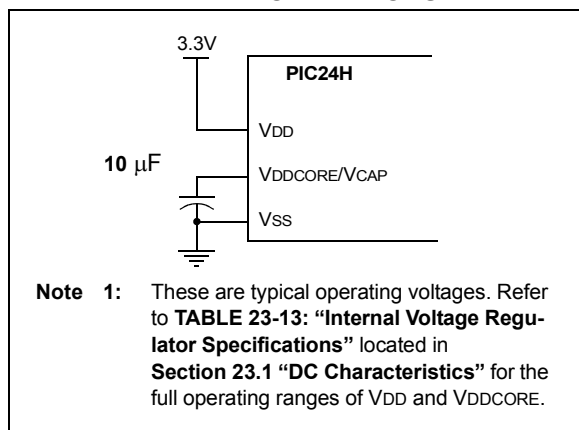 3.3V
PIC24H
VDD
10 μF
VDDCORE/VCAP
VSS
Note 1: These are typical operating voltages. Refer
to TABLE 23-13: “Internal Voltage Regu-
lator Specifications” located in
Section 23.1 “DC Characteristics” for the
full operating ranges of VDD and VDDCORE.